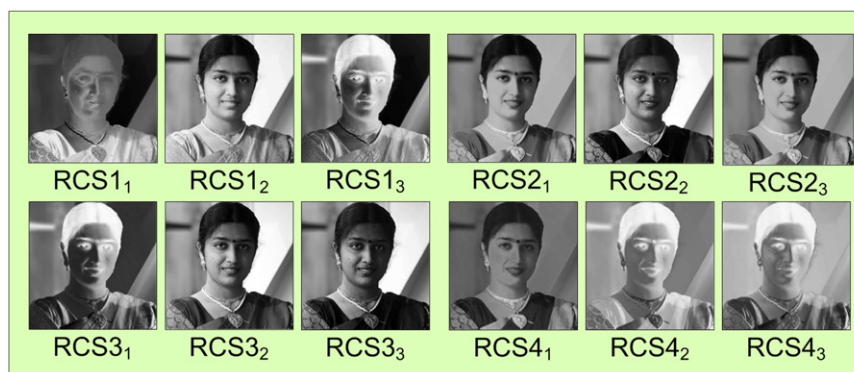 RCS1₁ RCS1₂ RCS1₃ RCS2₁ RCS2₂ RCS2₃
RCS3₁ RCS3₂ RCS3₃ RCS4₁ RCS4₂ RCS4₃